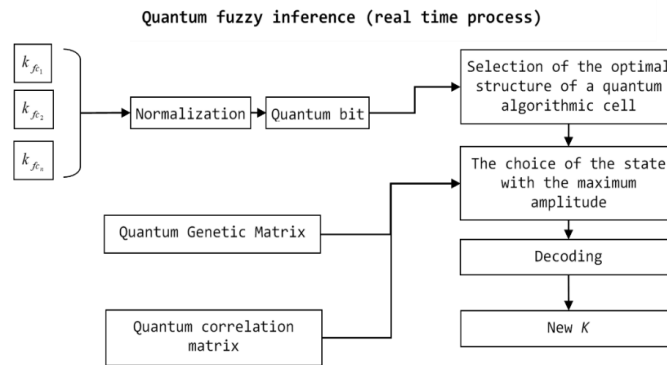 Quantum fuzzy inference (real time process)
k_{fc_1}
k_{fc_2}
k_{fc_n}
Normalization
Quantum bit
Selection of the optimal
structure of a quantum
algorithmic cell
The choice of the state
with the maximum
amplitude
Quantum Genetic Matrix
Decoding
Quantum correlation
matrix
New K